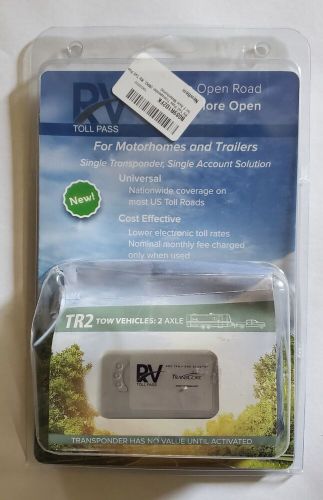 RV
TOLL PASS
Open Road
ore Open
For Motorhomes and Trailers
Single Transponder, Single Account Solution
New!
Universal
Nationwide coverage on
most US Toll Roads
Cost Effective
Lower electronic toll rates
Nominal monthly fee charged
only when used
TR2 TOW VEHICLES: 2 AXLE
RV
TOLL PASS
TRANSCORE
TRANSPONDER HAS NO VALUE UNTIL ACTIVATED